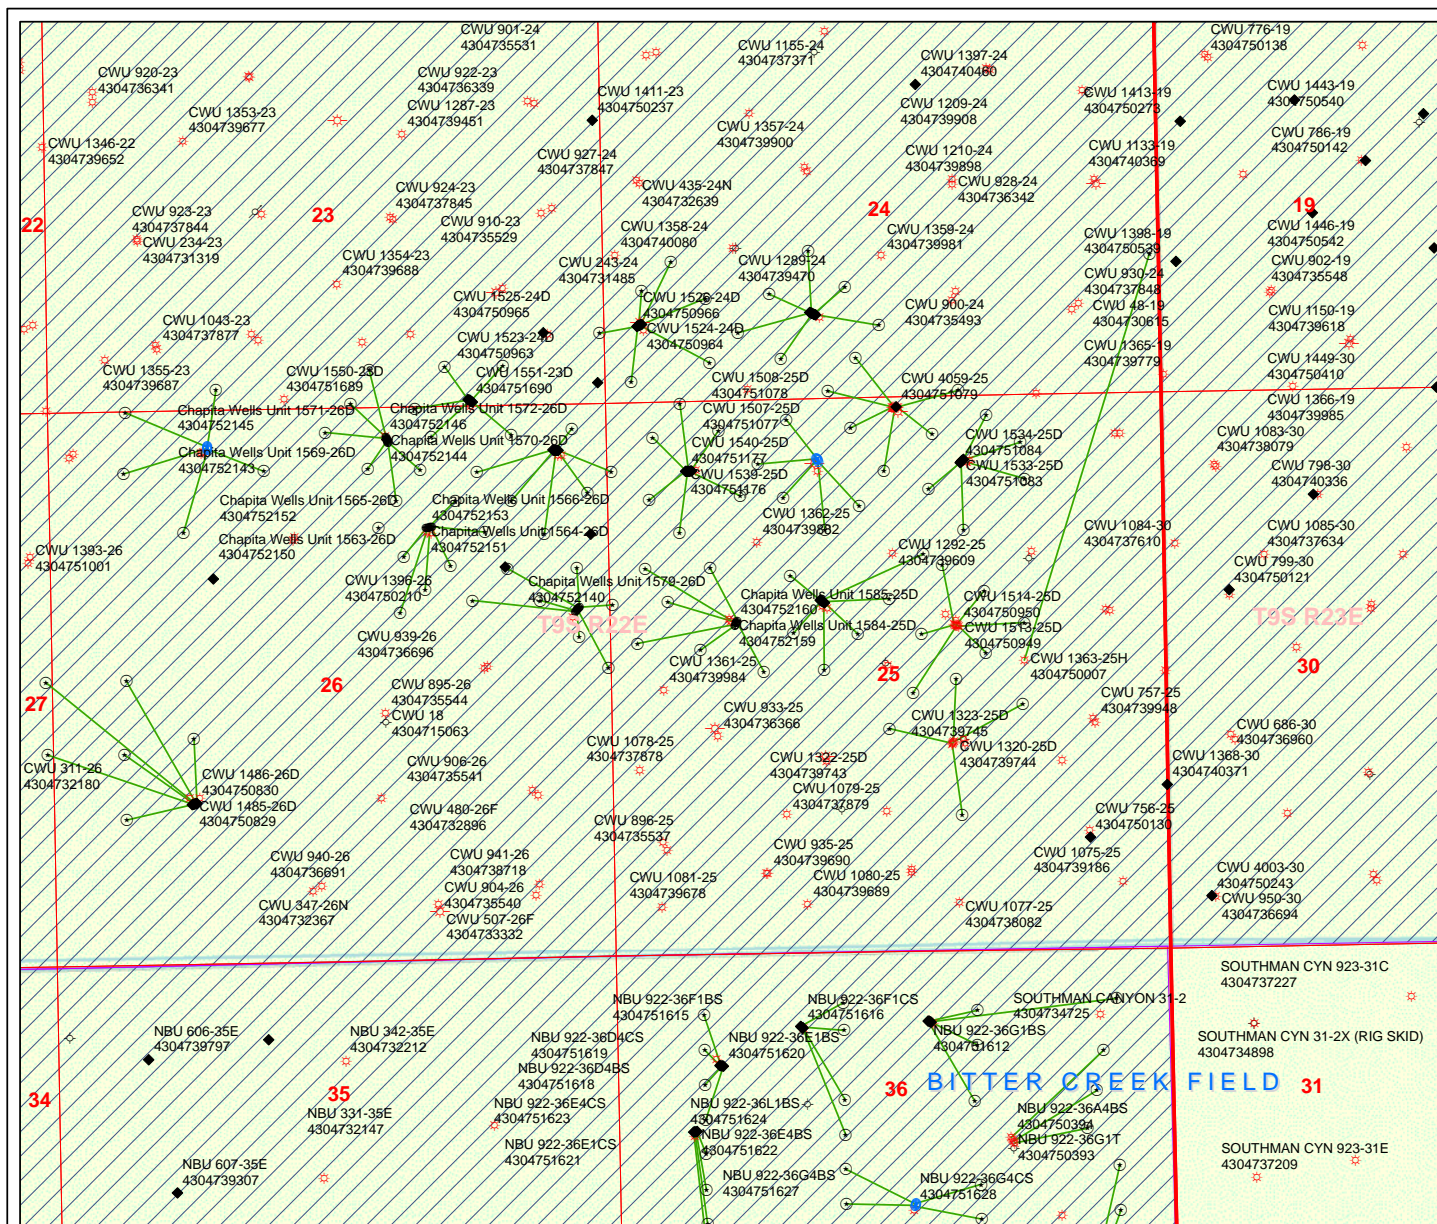 CWU 901-24
4304735531
CWU 1155-24
4304737371
CWU 776-19
4304750138
CWU 920-23
4304736341
CWU 922-23
4304736339
CWU 1397-24
4304740460
CWU 1287-23
4304739451
CWU 1411-23
4304750237
CWU 1413-19
4304750273
CWU 1443-19
4304750540
CWU 1353-23
4304739677
CWU 1357-24
4304739900
CWU 1209-24
4304739908
CWU 786-19
4304750142
CWU 1346-22
4304739652
CWU 927-24
4304737847
CWU 1210-24
4304739898
CWU 1133-19
4304740369
CWU 924-23
4304737845
CWU 435-24N
4304732639
CWU 928-24
4304736342
CWU 923-23
4304737844
CWU 234-23
4304731319
22
23
CWU 910-23
4304735529
CWU 1358-24
4304740080
24
CWU 1359-24
4304739981
CWU 1398-19
4304750539
19
CWU 1446-19
4304750542
CWU 1354-23
4304739688
CWU 243-24
4304731485
CWU 1289-24
4304739470
CWU 930-24
4304737848
CWU 902-19
4304735548
CWU 1525-24D
4304750965
CWU 1526-24D
4304750966
CWU 1524-24D
4304750964
CWU 900-24
4304735493
CWU 48-19
4304730615
CWU 1150-19
4304739618
CWU 1043-23
4304737877
CWU 1523-24D
4304750963
CWU 1365-19
4304739779
CWU 1449-30
4304750410
CWU 1355-23
4304739687
CWU 1550-23D
4304751689
CWU 1551-23D
4304751690
CWU 1508-25D
4304751078
CWU 4059-25
4304751079
CWU 1366-19
4304739985
Chapita Wells Unit 1571-26D
4304752145
Chapita Wells Unit 1572-26D
4304752146
CWU 1507-25D
4304751077
Chapita Wells Unit 1569-26D
4304752143
Chapita Wells Unit 1570-26D
4304752144
CWU 1540-25D
4304751177
CWU 1539-25D
4304751176
CWU 1534-25D
4304751084
CWU 1533-25D
4304751083
CWU 1083-30
4304738079
CWU 798-30
4304740336
Chapita Wells Unit 1565-26D
4304752152
Chapita Wells Unit 1566-26D
4304752153
CWU 1362-25
4304739862
Chapita Wells Unit 1563-26D
4304752150
Chapita Wells Unit 1564-26D
4304752151
CWU 1084-30
4304737610
CWU 1085-30
4304737634
CWU 1393-26
4304751001
CWU 1292-25
4304739609
CWU 799-30
4304750121
CWU 1396-26
4304750210
Chapita Wells Unit 1579-26D
4304752140
Chapita Wells Unit 1585-25D
4304752160
CWU 1514-25D
4304750950
T9S R22E
T9S R23E
Chapita Wells Unit 1584-25D
4304752159
CWU 1513-25D
4304750949
CWU 939-26
4304736696
CWU 1361-25
4304739984
CWU 1363-25H
4304750007
27
26
25
30
CWU 895-26
4304735544
CWU 18
4304715063
CWU 933-25
4304736366
CWU 757-25
4304739948
CWU 1323-25D
4304739745
CWU 686-30
4304736960
CWU 1078-25
4304737878
CWU 1322-25D
4304739743
CWU 1320-25D
4304739744
CWU 1368-30
4304740371
CWU 311-26
4304732180
CWU 1486-26D
4304750830
CWU 1485-26D
4304750829
CWU 906-26
4304735541
CWU 1079-25
4304737879
CWU 480-26F
4304732896
CWU 896-25
4304735537
CWU 756-25
4304750130
CWU 940-26
4304736691
CWU 941-26
4304738718
CWU 935-25
4304739690
CWU 1075-25
4304739186
CWU 1081-25
4304739678
CWU 1080-25
4304739689
CWU 4003-30
4304750243
CWU 347-26N
4304732367
CWU 904-26
4304735540
CWU 507-26F
4304733332
CWU 1077-25
4304738082
CWU 950-30
4304736694
SOUTHMAN CYN 923-31C
4304737227
NBU 922-36F1BS
4304751615
NBU 922-36F1CS
4304751616
SOUTHMAN CANYON 31-2
4304734725
NBU 606-35E
4304739797
NBU 342-35E
4304732212
NBU 922-36D4CS
4304751619
NBU 922-36E1BS
4304751620
NBU 922-36G1BS
4304751612
SOUTHMAN CYN 31-2X (RIG SKID)
4304734898
NBU 922-36D4BS
4304751618
BITTER CREEK FIELD
34
35
36
31
NBU 331-35E
4304732147
NBU 922-36E4CS
4304751623
NBU 922-36L1BS
4304751624
NBU 922-36A4BS
4304750394
NBU 922-36E1CS
4304751621
NBU 922-36E4BS
4304751622
NBU 922-36G1T
4304750393
SOUTHMAN CYN 923-31E
4304737209
NBU 607-35E
4304739307
NBU 922-36G4BS
4304751627
NBU 922-36G4CS
4304751628